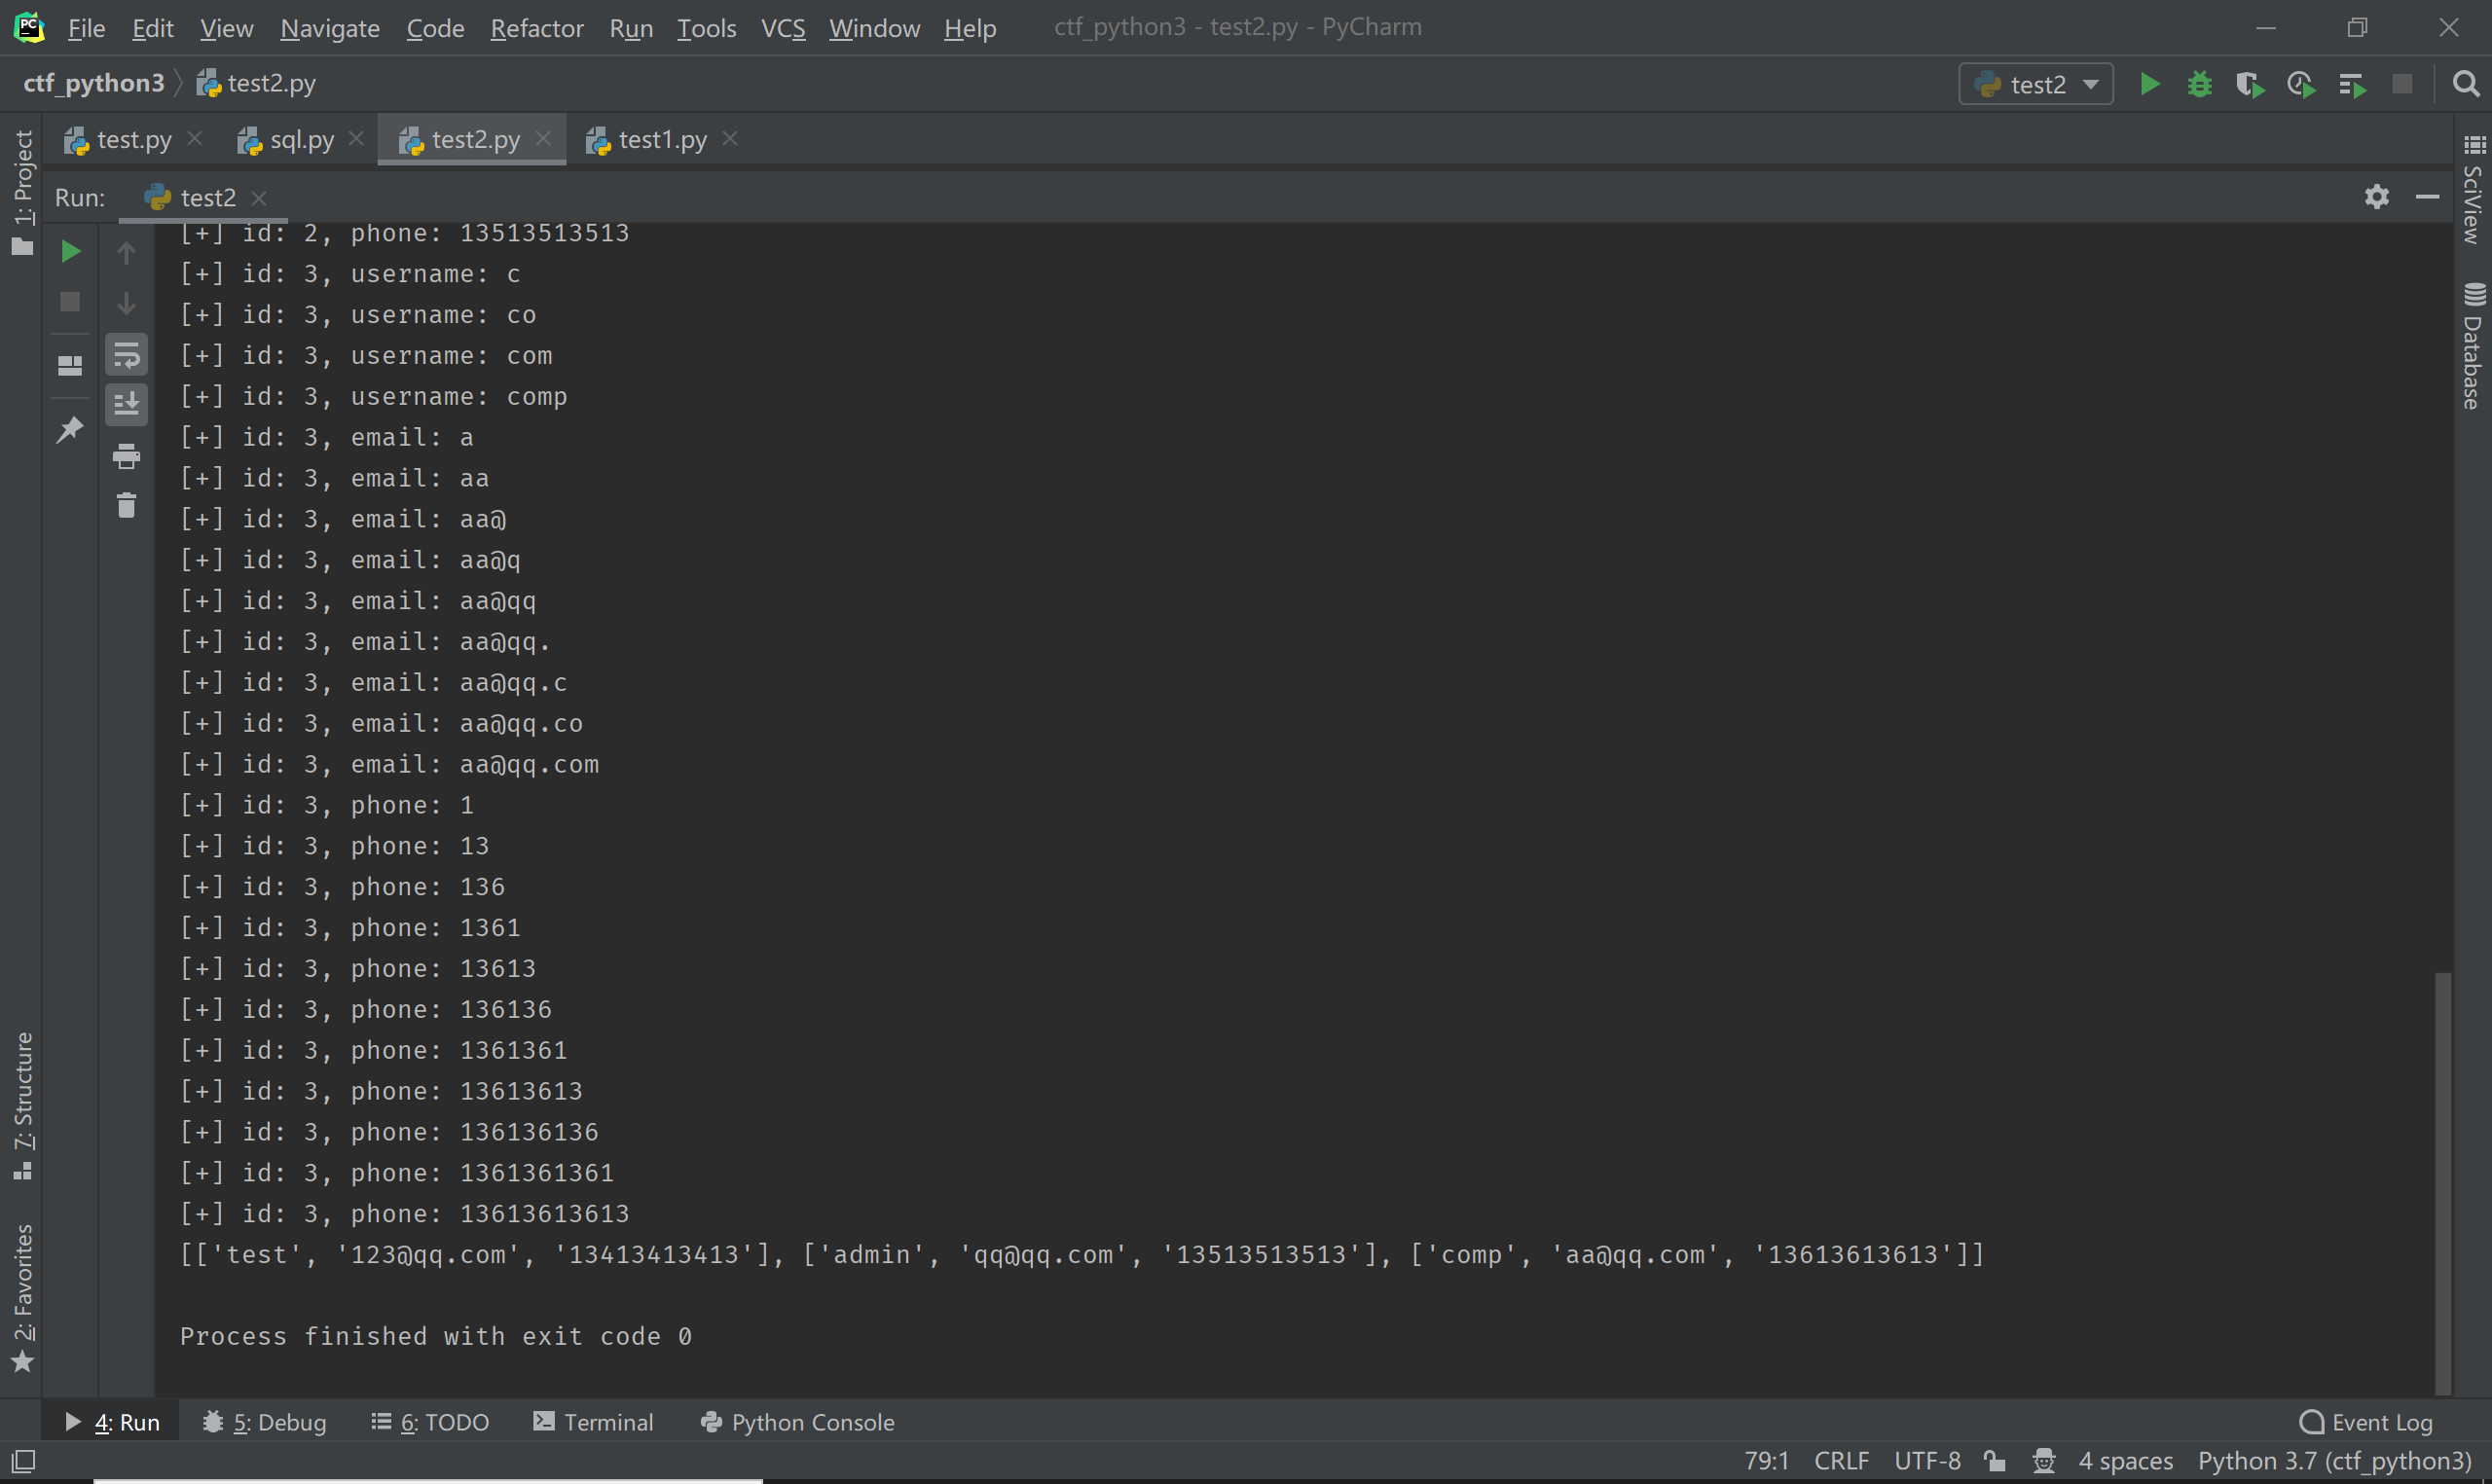 File Edit View Navigate Code Refactor Run Tools VCS Window Help ctf_python3 - test2.py - PyCharm
ctf_python3 test2.py test2
test.py sql.py test2.py test1.py
Run: test2
1: Project
7: Structure
2: Favorites
[+] id: 2, phone: 13513513513
[+] id: 3, username: c
[+] id: 3, username: co
[+] id: 3, username: com
[+] id: 3, username: comp
[+] id: 3, email: a
[+] id: 3, email: aa
[+] id: 3, email: aa@
[+] id: 3, email: aa@q
[+] id: 3, email: aa@qq
[+] id: 3, email: aa@qq.
[+] id: 3, email: aa@qq.c
[+] id: 3, email: aa@qq.co
[+] id: 3, email: aa@qq.com
[+] id: 3, phone: 1
[+] id: 3, phone: 13
[+] id: 3, phone: 136
[+] id: 3, phone: 1361
[+] id: 3, phone: 13613
[+] id: 3, phone: 136136
[+] id: 3, phone: 1361361
[+] id: 3, phone: 13613613
[+] id: 3, phone: 136136136
[+] id: 3, phone: 1361361361
[+] id: 3, phone: 13613613613
[['test', '123@qq.com', '13413413413'], ['admin', 'qq@qq.com', '13513513513'], ['comp', 'aa@qq.com', '13613613613']]
Process finished with exit code 0
SciView
Database
4: Run 5: Debug 6: TODO Terminal Python Console Event Log
79:1 CRLF UTF-8 4 spaces Python 3.7 (ctf_python3)